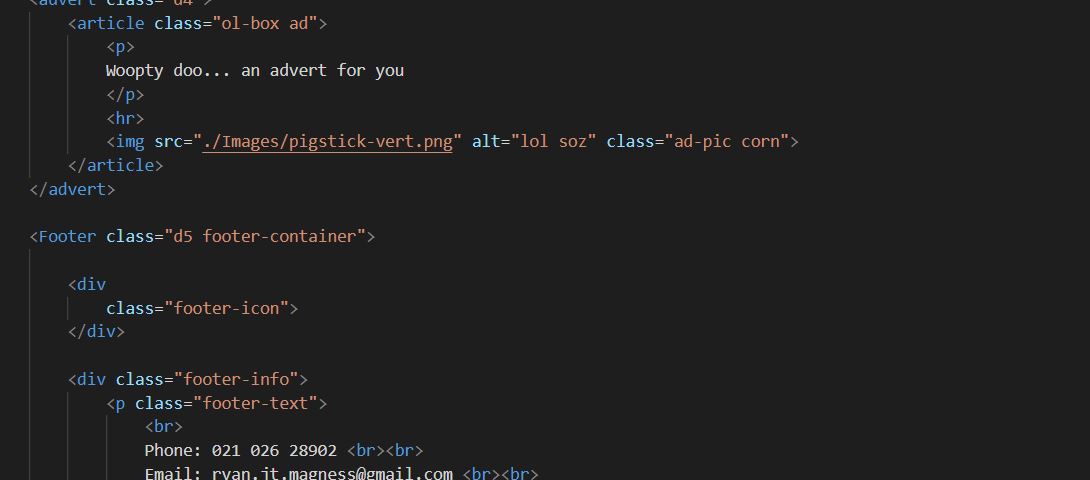 <advert class="d4">
<article class="ol-box ad">
<p>
Woopty doo... an advert for you
</p>
<hr>
<img src="./Images/pigstick-vert.png" alt="lol soz" class="ad-pic corn">
</article>
</advert>
<Footer class="d5 footer-container">
<div
class="footer-icon">
</div>
<div class="footer-info">
<p class="footer-text">
<br>
Phone: 021 026 28902 <br><br>
Email: ryan.jt.magness@gmail.com <br><br>